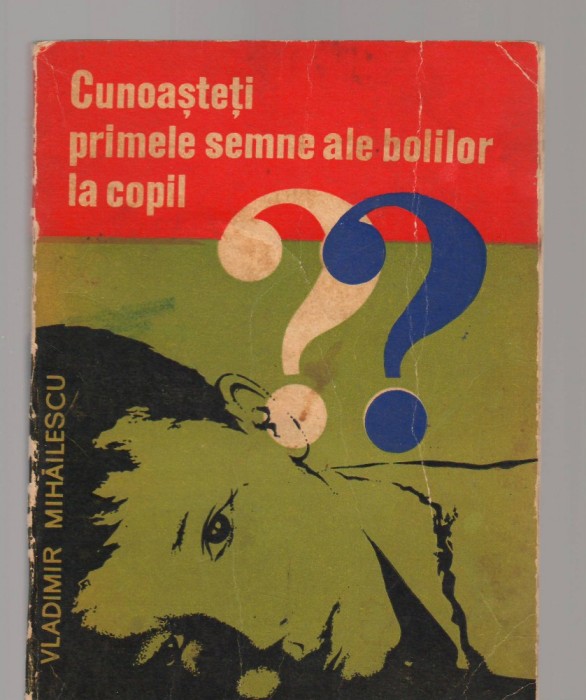 Cunoașteți
primele semne ale bolilor
la copil
??
VLADIMIR MIHĂILESCU